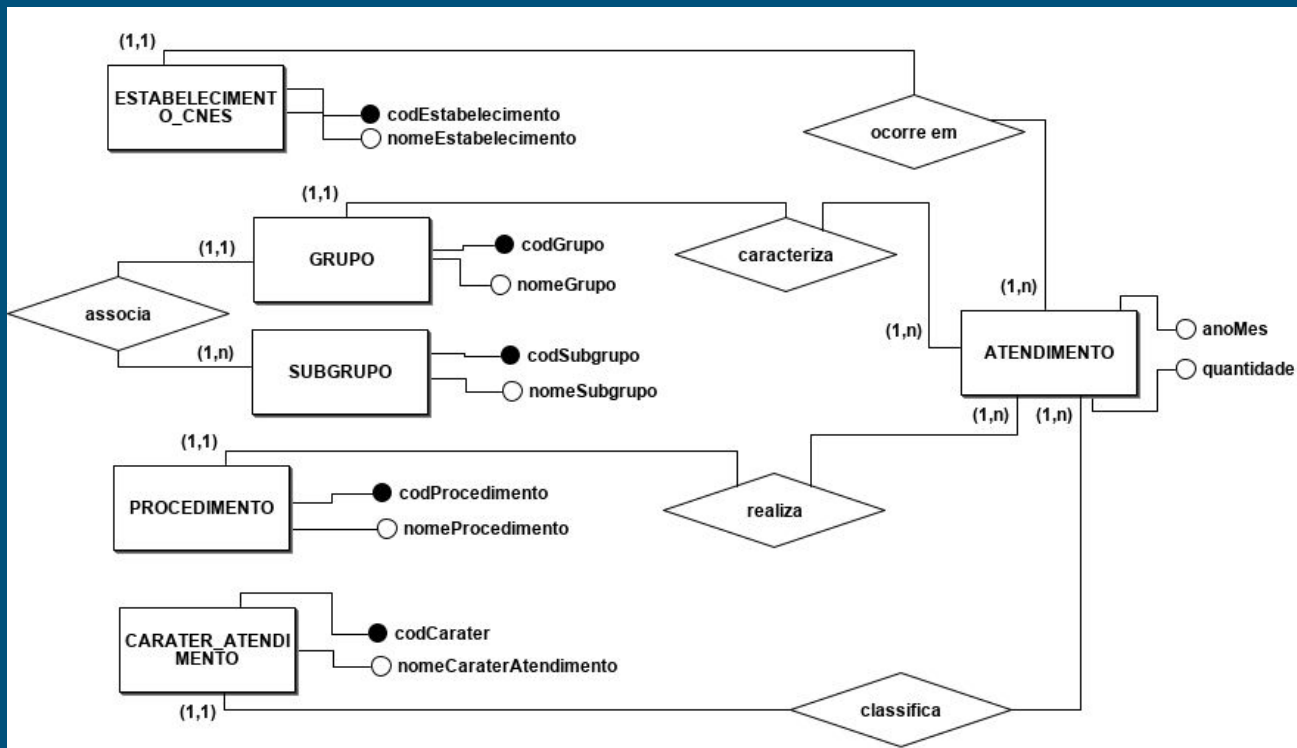 (1,1)
ESTABELECIMENT
O_CNES
codEstabelecimento
nomeEstabelecimento
ocorre em
(1,1)
GRUPO
codGrupo
nomeGrupo
caracteriza
(1,1)
associa
(1,n)
SUBGRUPO
codSubgrupo
nomeSubgrupo
(1,n)
(1,n)
ATENDIMENTO
anoMes
quantidade
(1,n)
(1,n)
(1,1)
PROCEDIMENTO
codProcedimento
nomeProcedimento
realiza
CARATER_ATENDI
MENTO
codCarater
nomeCaraterAtendimento
(1,1)
classifica